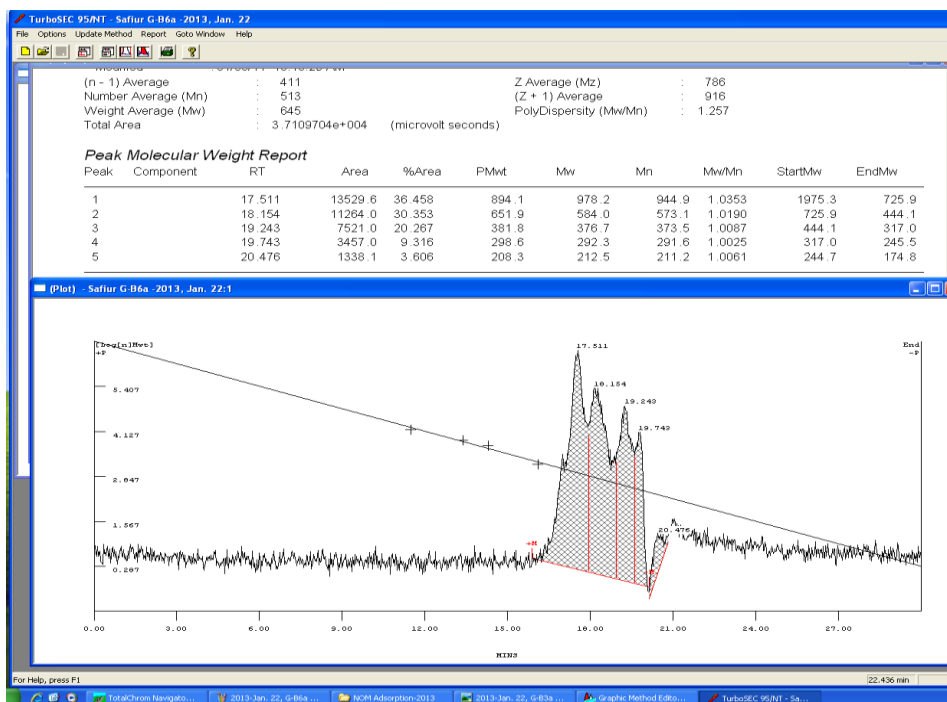 TurboSEC 95/NT - Safiur G-B6a -2013, Jan. 22
File Options Update Method Report Goto Window Help
(n - 1) Average : 411 Z Average (Mz) : 786
Number Average (Mn) : 513 (Z + 1) Average : 916
Weight Average (Mw) : 645 PolyDispersity (Mw/Mn) : 1.257
Total Area : 3.7109704e+004 (microvolt seconds)
Peak Molecular Weight Report
Peak Component RT Area %Area PMwt Mw Mn Mw/Mn StartMw EndMw
1 17.511 13529.6 36.458 894.1 978.2 944.9 1.0353 1975.3 725.9
2 18.154 11264.0 30.353 651.9 584.0 573.1 1.0190 725.9 444.1
3 19.243 7521.0 20.267 381.8 376.7 373.5 1.0087 444.1 317.0
4 19.743 3457.0 9.316 298.6 292.3 291.6 1.0025 317.0 245.5
5 20.476 1338.1 3.606 208.3 212.5 211.2 1.0061 244.7 174.8
(Plot) - Safiur G-B6a -2013, Jan. 22:1
[Log[n]Mwt] End
+P -P
17.511
18.154
19.243
19.743
20.476
5.407
4.127
2.847
1.567
0.287
+M
0.00 3.00 6.00 9.00 12.00 15.00 18.00 21.00 24.00 27.00
MINS
For Help, press F1 22.436 min
TotalChrom Navigato... 2013-Jan. 22, G-B6a ... NOM Adsorption-2013 2013-Jan. 22, G-B3a ... Graphic Method Edito... TurboSEC 95/NT - Sa...